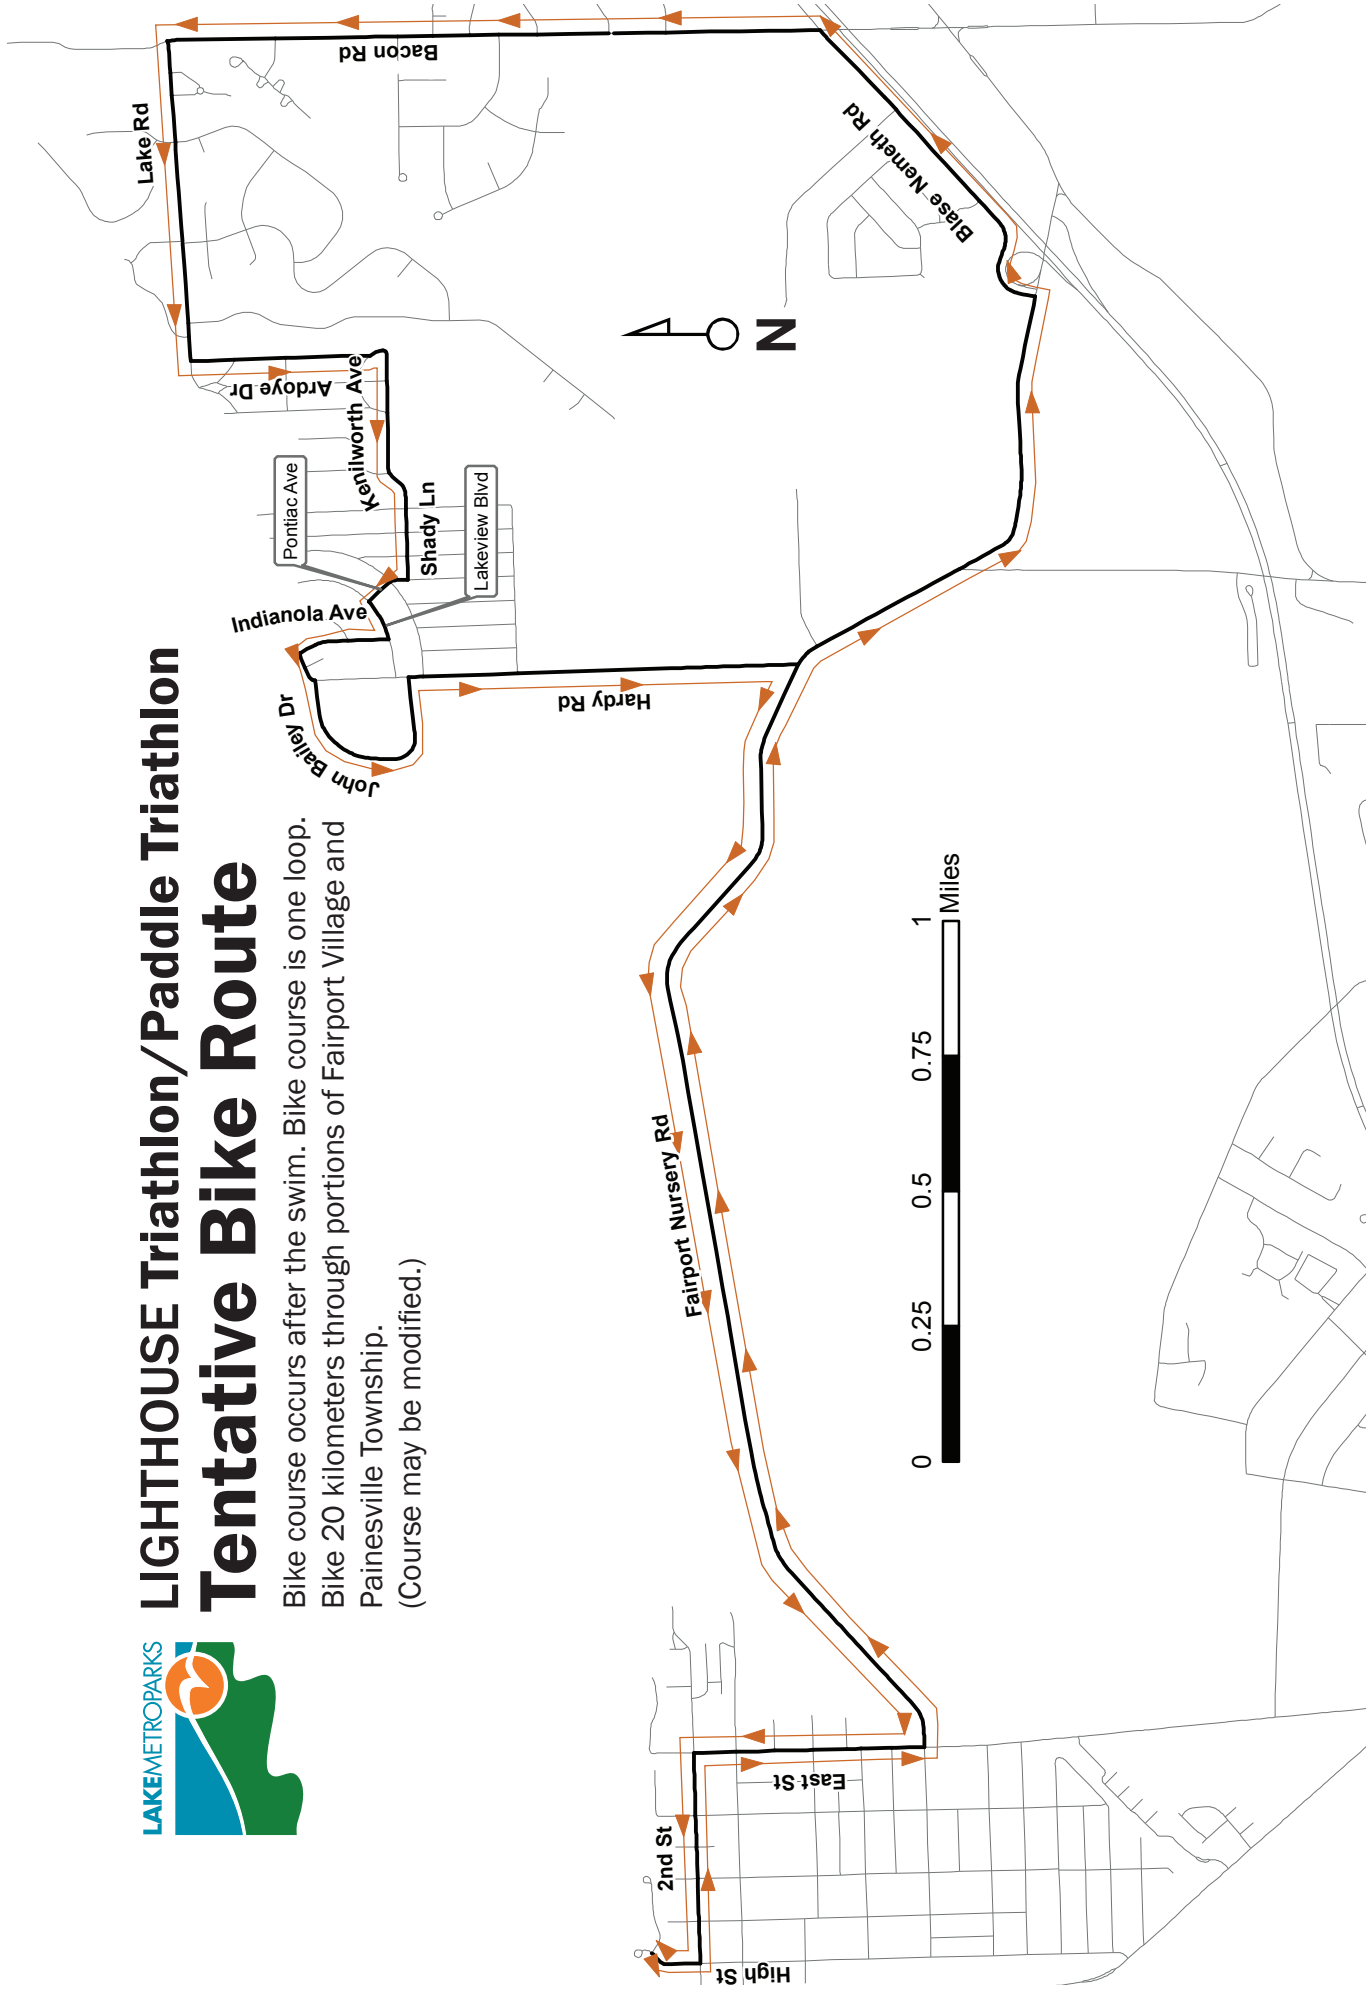 LAKEMETROPARKS
LIGHTHOUSE Triathlon/Paddle Triathlon
Tentative Bike Route
Bike course occurs after the swim. Bike course is one loop.
Bike 20 kilometers through portions of Fairport Village and
Painesville Township.
(Course may be modified.)
High St
2nd St
East St
Fairport Nursery Rd
Hardy Rd
John Bailey Dr
Indianola Ave
Lakeview Blvd
Pontiac Ave
Shady Ln
Kenilworth Ave
Ardoye Dr
Lake Rd
Bacon Rd
Blase Nemeth Rd
N
0 0.25 0.5 0.75 1
Miles